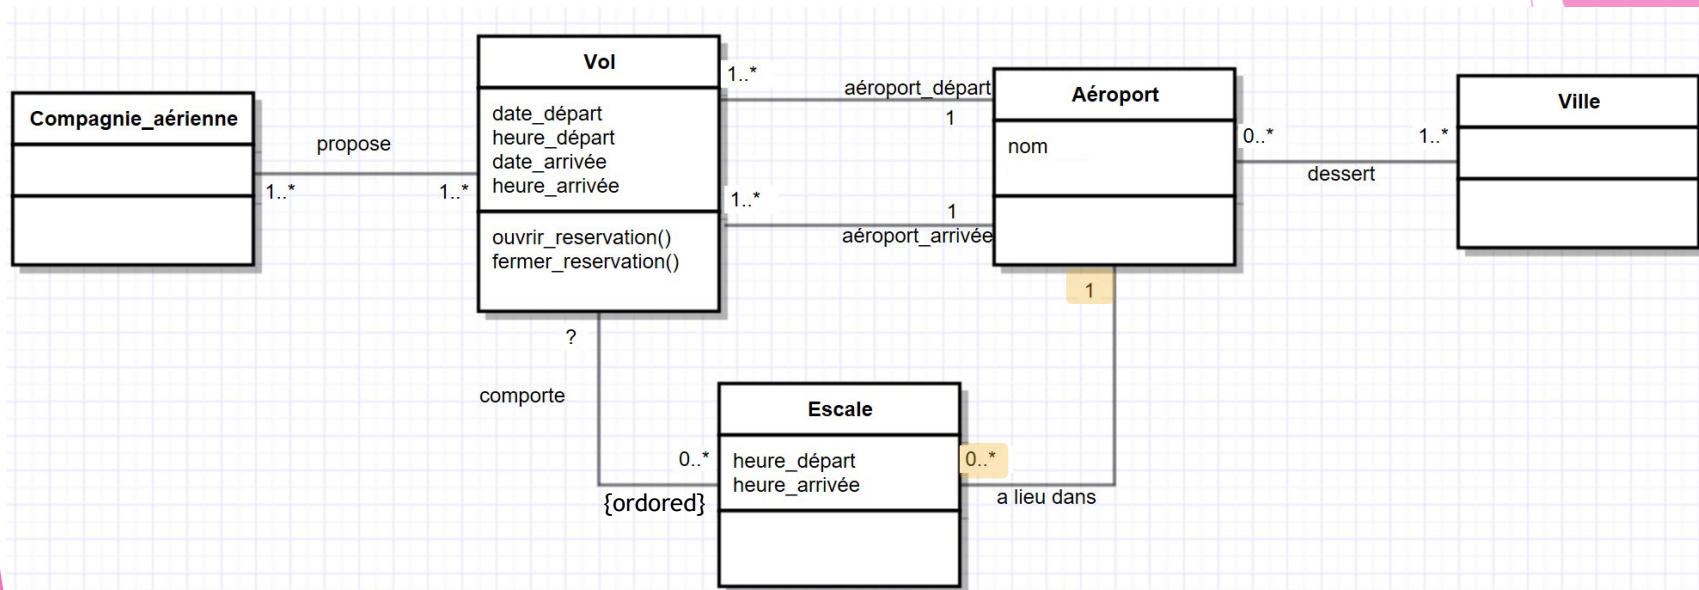 Compagnie_aérienne
propose
1..*
1..*
Vol
date_départ
heure_départ
date_arrivée
heure_arrivée
ouvrir_reservation()
fermer_reservation()
1..*
aéroport_départ
1
1..*
1
aéroport_arrivée
Aéroport
nom
0..*
1..*
dessert
Ville
1
?
comporte
0..*
{ordored}
Escale
heure_départ
heure_arrivée
0..*
a lieu dans